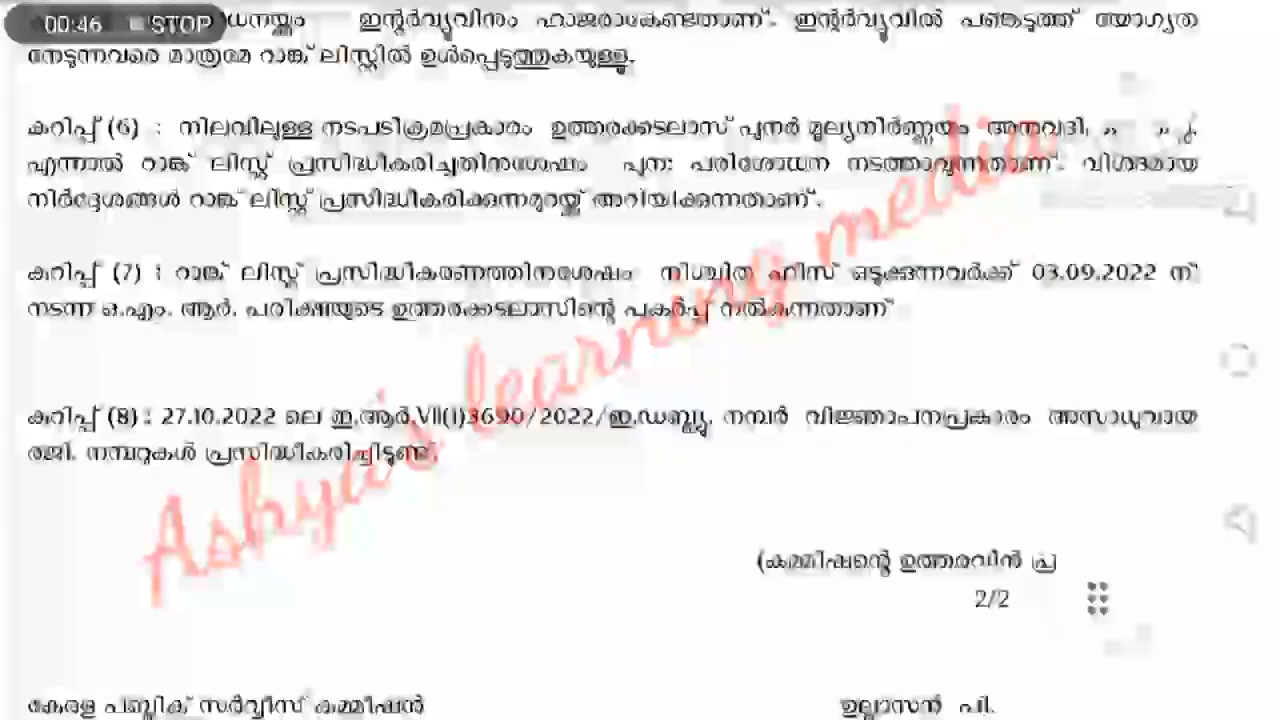 00:46 STOP
ഇന്റർവ്യൂവിനും ഹാജരാകേണ്ടതാണ്. ഇന്റർവ്യൂവിൽ പങ്കെടുത്ത് യോഗ്യത
നേടുന്നവരെ മാത്രമേ റാങ്ക് ലിസ്റ്റിൽ ഉൾപ്പെടുത്തുകയുള്ളൂ.
കുറിപ്പ് (6) : നിലവിലുള്ള നടപടിക്രമപ്രകാരം ഉത്തരക്കടലാസ് പുനർ മൂല്യനിർണ്ണയം
എന്നാൽ റാങ്ക് ലിസ്റ്റ് പ്രസിദ്ധീകരിച്ചതിനുശേഷം പുന: പരിശോധന നടത്താവുന്നതാണ്. വിശദമായ
നിർദ്ദേശങ്ങൾ റാങ്ക് ലിസ്റ്റ് പ്രസിദ്ധീകരിക്കുന്നമുറയ്ക്ക് അറിയിക്കുന്നതാണ്.
കുറിപ്പ് (7) : റാങ്ക് ലിസ്റ്റ് പ്രസിദ്ധീകരണത്തിനുശേഷം നിശ്ചിത ഫീസ് ഒടുക്കുന്നവർക്ക് 03.09.2022 ന്
നടന്ന ഒ.എം. ആർ. പരീക്ഷയുടെ ഉത്തരക്കടലാസിന്റെ പകർപ്പ് നൽകുന്നതാണ്
കുറിപ്പ് (8) : 27.10.2022 ലെ ഇ.ആർ.VII(1)3690/2022/ഇ.ഡബ്ല്യു. നമ്പർ വിജ്ഞാപനപ്രകാരം അസാധുവായ
രജി. നമ്പറുകൾ പ്രസിദ്ധീകരിച്ചിട്ടുണ്ട്.
Ashya's learning media
(കമ്മീഷന്റെ ഉത്തരവിൻ പ്ര
2/2
കേരള പബ്ലിക് സർവ്വീസ് കമ്മീഷൻ ഉല്ലാസൻ പി.